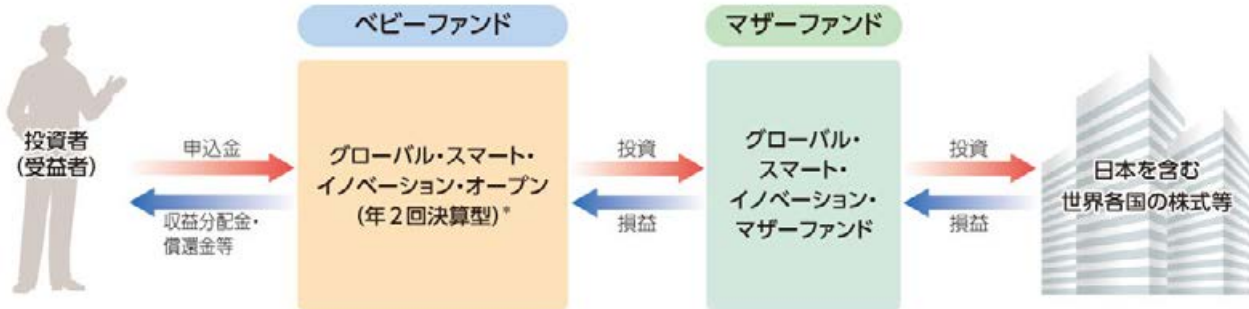 ベビーファンド
マザーファンド
投資者
(受益者)
申込金
収益分配金・
償還金等
グローバル・スマート・
イノベーション・オープン
(年2回決算型)*
投資
損益
グローバル・
スマート・
イノベーション・
マザーファンド
投資
損益
日本を含む
世界各国の株式等